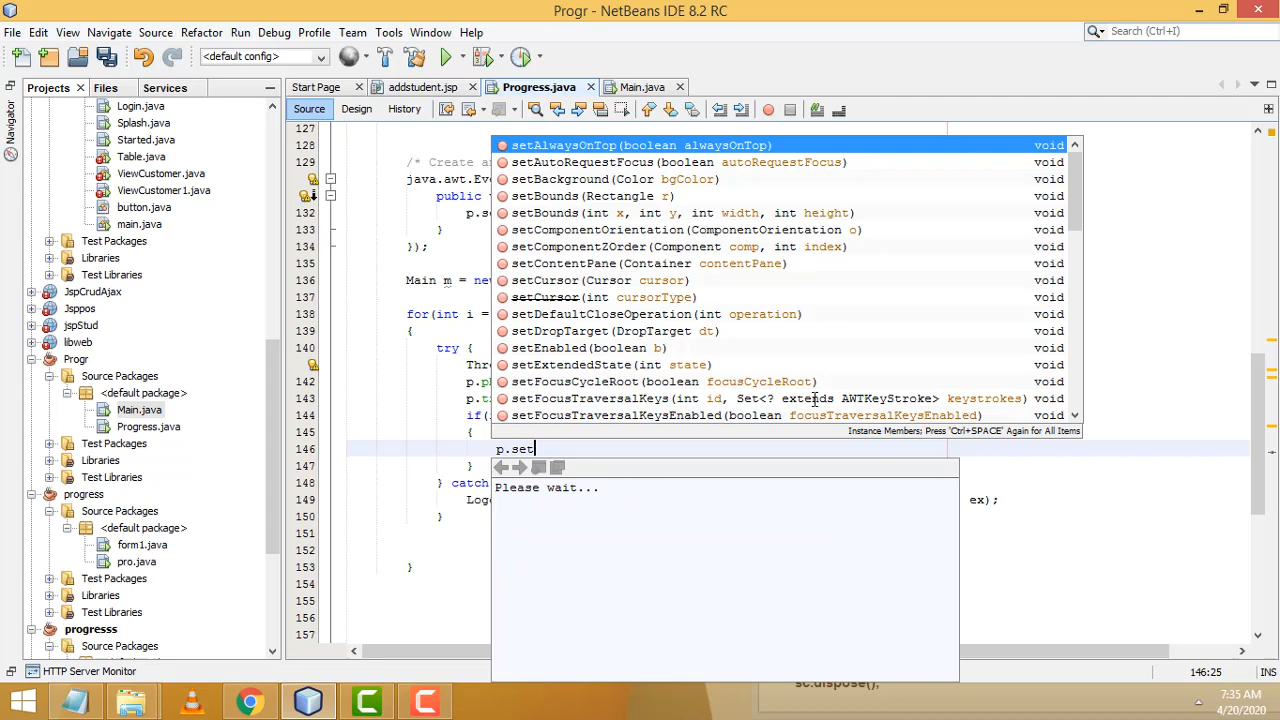 Progr - NetBeans IDE 8.2 RC
File Edit View Navigate Source Refactor Run Debug Profile Team Tools Window Help
Search (Ctrl+I)
<default config>
Projects Files Services
Start Page addstudent.jsp Progress.java Main.java
Source Design History
Navigator
Login.java
Splash.java
Started.java
Table.java
ViewCustomer.java
ViewCustomer1.java
button.java
main.java
Test Packages
Libraries
Test Libraries
JspCrudAjax
Jsppos
jspStud
libweb
Progr
Source Packages
<default package>
Main.java
Progress.java
Test Packages
Libraries
Test Libraries
progress
Source Packages
<default package>
form1.java
pro.java
Test Packages
Libraries
Test Libraries
progresss
Source Packages
127
128
129 /* Create a
java.awt.Eve
public
132 p.s
133 }
134 });
135
136 Main m = new
137
138 for(int i =
139 {
140 try {
Thr
142 p.p
143 p.t
144 if(
145 {
146 p.set
147 }
148 } catch
149 Log ex);
150 }
151
152
153 }
154
155
156
157
setAlwaysOnTop(boolean alwaysOnTop) void
setAutoRequestFocus(boolean autoRequestFocus) void
setBackground(Color bgColor) void
setBounds(Rectangle r) void
setBounds(int x, int y, int width, int height) void
setComponentOrientation(ComponentOrientation o) void
setComponentZOrder(Component comp, int index) void
setContentPane(Container contentPane) void
setCursor(Cursor cursor) void
setCursor(int cursorType) void
setDefaultCloseOperation(int operation) void
setDropTarget(DropTarget dt) void
setEnabled(boolean b) void
setExtendedState(int state) void
setFocusCycleRoot(boolean focusCycleRoot) void
setFocusTraversalKeys(int id, Set<? extends AWTKeyStroke> keystrokes) void
setFocusTraversalKeysEnabled(boolean focusTraversalKeysEnabled) void
Instance Members; Press 'Ctrl+SPACE' Again for All Items
Please wait...
HTTP Server Monitor
146:25 INS
sc.dispose();
7:35 AM
4/20/2020